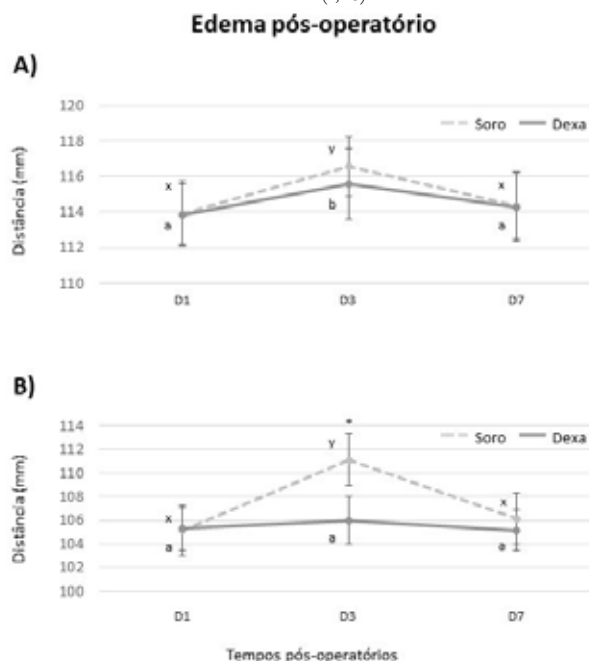 Edema pós-operatório
A)
Distância (mm)
120
118
116
114
112
110
Soro
Dexa
x
a
y
b
x
a
D1
D3
D7
B)
Distância (mm)
114
112
110
108
106
104
102
100
Soro
Dexa
x
a
*
y
a
x
a
D1
D3
D7
Tempos pós-operatórios